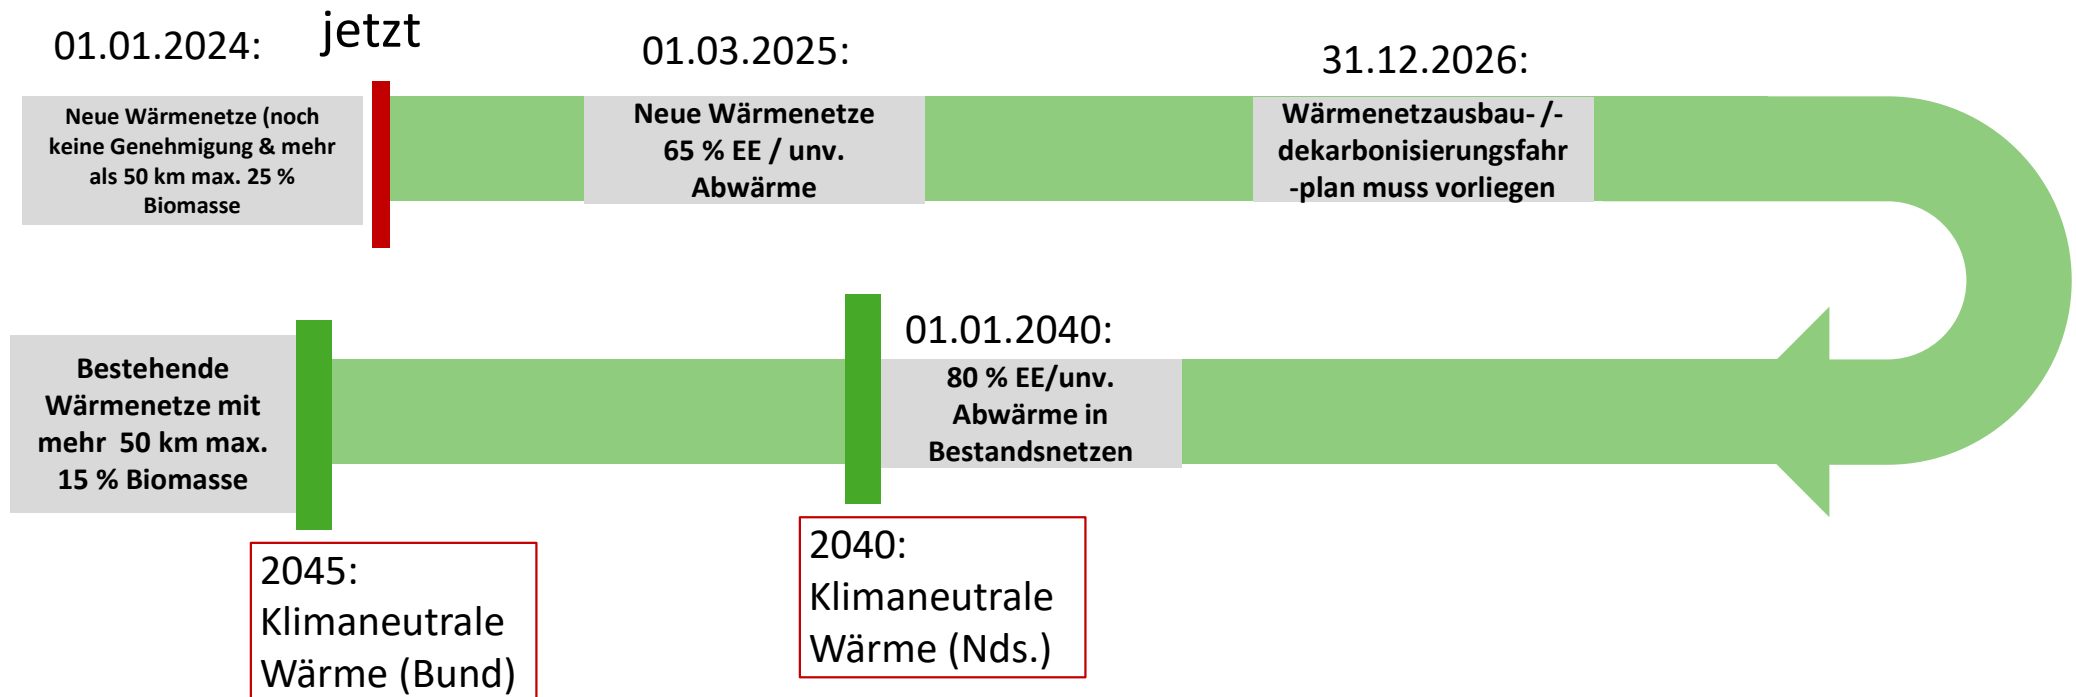 01.01.2024:
jetzt
Neue Wärmenetze (noch
keine Genehmigung & mehr
als 50 km max. 25 %
Biomasse
01.03.2025:
Neue Wärmenetze
65 % EE / unv.
Abwärme
31.12.2026:
Wärmenetzausbau- /-
dekarbonisierungsfahr
-plan muss vorliegen
01.01.2040:
80 % EE/unv.
Abwärme in
Bestandsnetzen
2040:
Klimaneutrale
Wärme (Nds.)
Bestehende
Wärmenetze mit
mehr  50 km max.
15 % Biomasse
2045:
Klimaneutrale
Wärme (Bund)